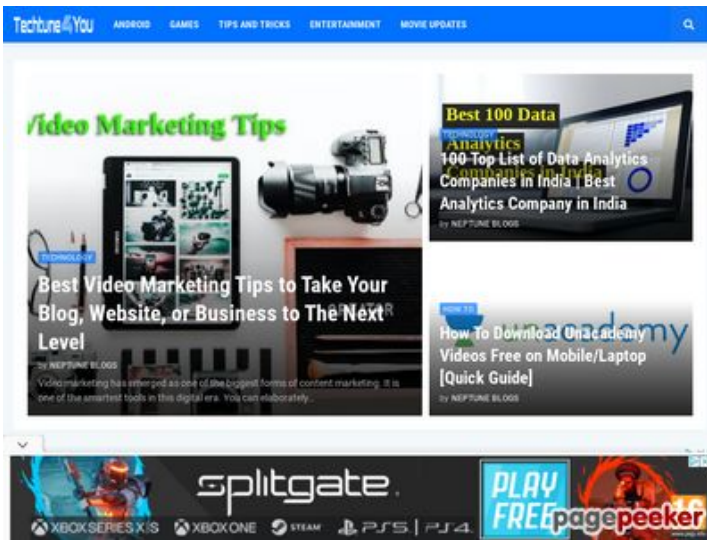 Techtune4You
ANDROID GAMES TIPS AND TRICKS ENTERTAINMENT MOVIE UPDATES
Video Marketing Tips
TECHNOLOGY
Best Video Marketing Tips to Take Your
Blog, Website, or Business to The Next
Level
by NEPTUNE BLOGS
Video marketing has emerged as one of the biggest forms of content marketing. It is
one of the smartest tools in this digital era. You can elaborately...
Best 100 Data
Analytics
Companies in India
TECHNOLOGY
100 Top List of Data Analytics
Companies in India | Best
Analytics Company in India
by NEPTUNE BLOGS
unacademy
HOW TO
How To Download Unacademy
Videos Free on Mobile/Laptop
[Quick Guide]
by NEPTUNE BLOGS
splitgate
XBOX SERIES X|S XBOX ONE STEAM PS5 | PS4
PLAY
FREE
16
pagepeeker